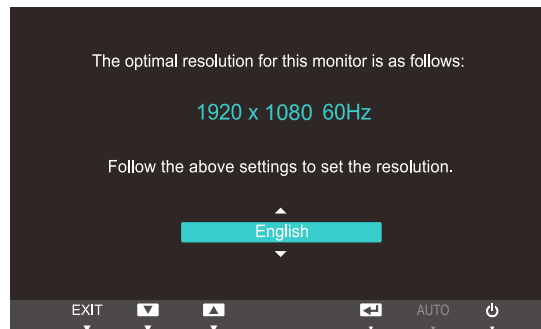 The optimal resolution for this monitor is as follows:
1920 x 1080 60Hz
Follow the above settings to set the resolution.
English
EXIT AUTO